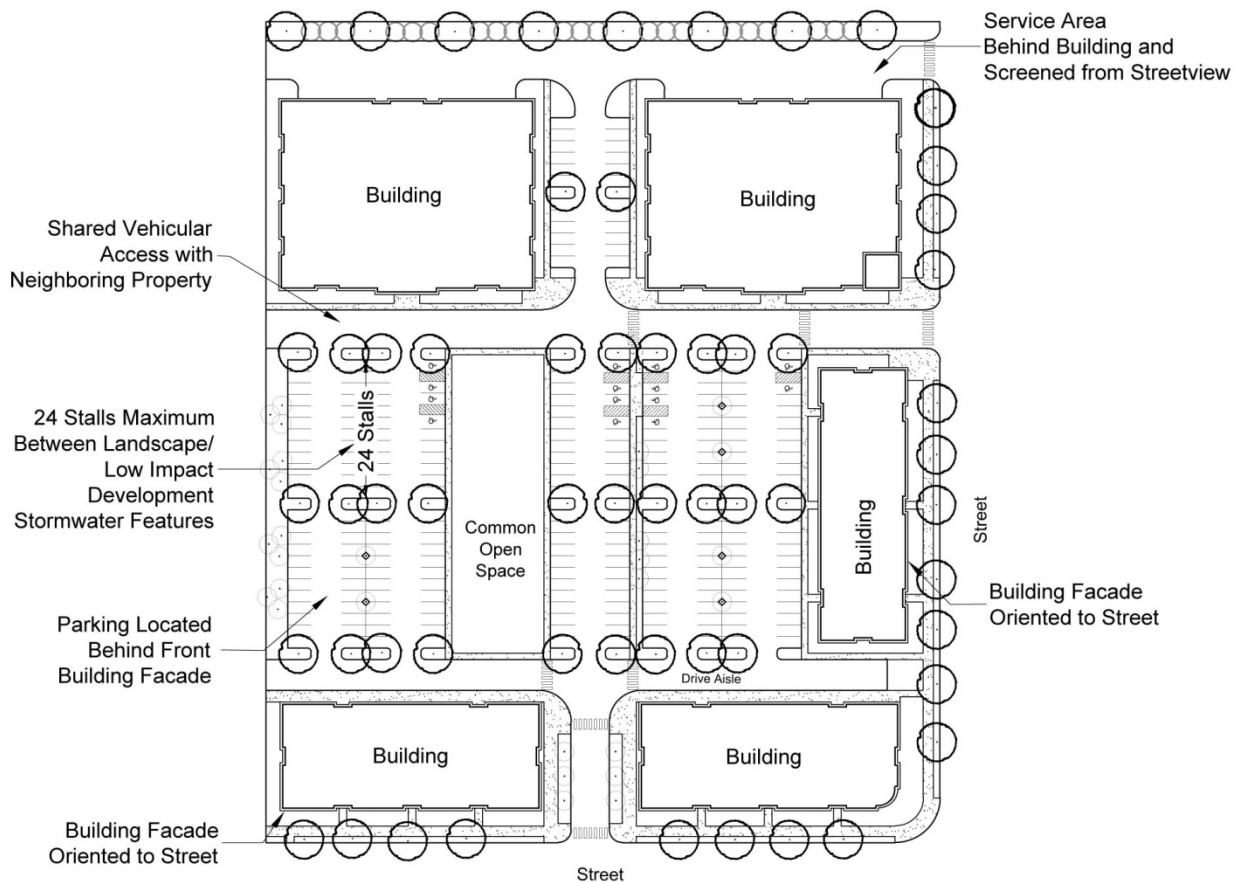 Service Area
Behind Building and
Screened from Streetview
Building
Building
Shared Vehicular
Access with
Neighboring Property
24 Stalls Maximum
Between Landscape/
Low Impact
Development
Stormwater Features
24 Stalls
Common
Open
Space
Building
Street
Building Facade
Oriented to Street
Parking Located
Behind Front
Building Facade
Drive Aisle
Building
Building
Building Facade
Oriented to Street
Street